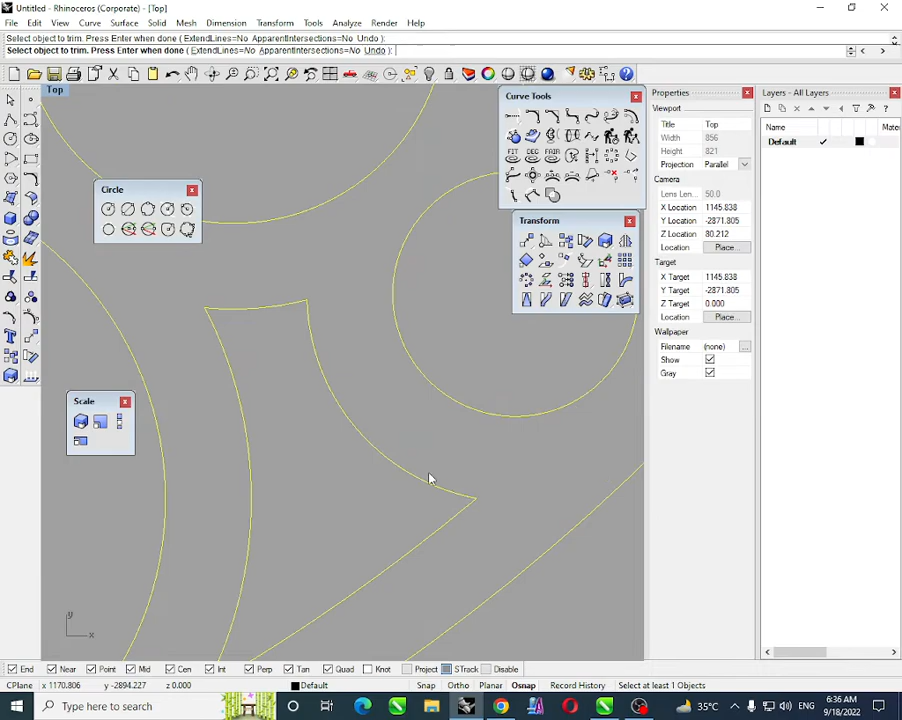 Untitled - Rhinoceros (Corporate) - [Top]
File Edit View Curve Surface Solid Mesh Dimension Transform Tools Analyze Render Help
Select object to trim. Press Enter when done ( ExtendLines=No ApparentIntersections=No Undo ):
Select object to trim. Press Enter when done ( ExtendLines=No ApparentIntersections=No Undo ):
Top
Curve Tools
FIT DEG FAIR
Circle
Transform
Scale
Properties
Viewport
Title Top
Width 856
Height 821
Projection Parallel
Camera
Lens Len... 50.0
X Location 1145.838
Y Location -2871.805
Z Location 80.212
Location Place...
Target
X Target 1145.838
Y Target -2871.805
Z Target 0.000
Location Place...
Wallpaper
Filename (none) ...
Show
Gray
Layers - All Layers
Name Mater
Default
y
x
End Near Point Mid Cen Int Perp Tan Quad Knot Project STrack Disable
CPlane x 1170.806 y -2894.227 z 0.000 Default Snap Ortho Planar Osnap Record History Select at least 1 Objects
Type here to search
35°C
6:36 AM
9/18/2022